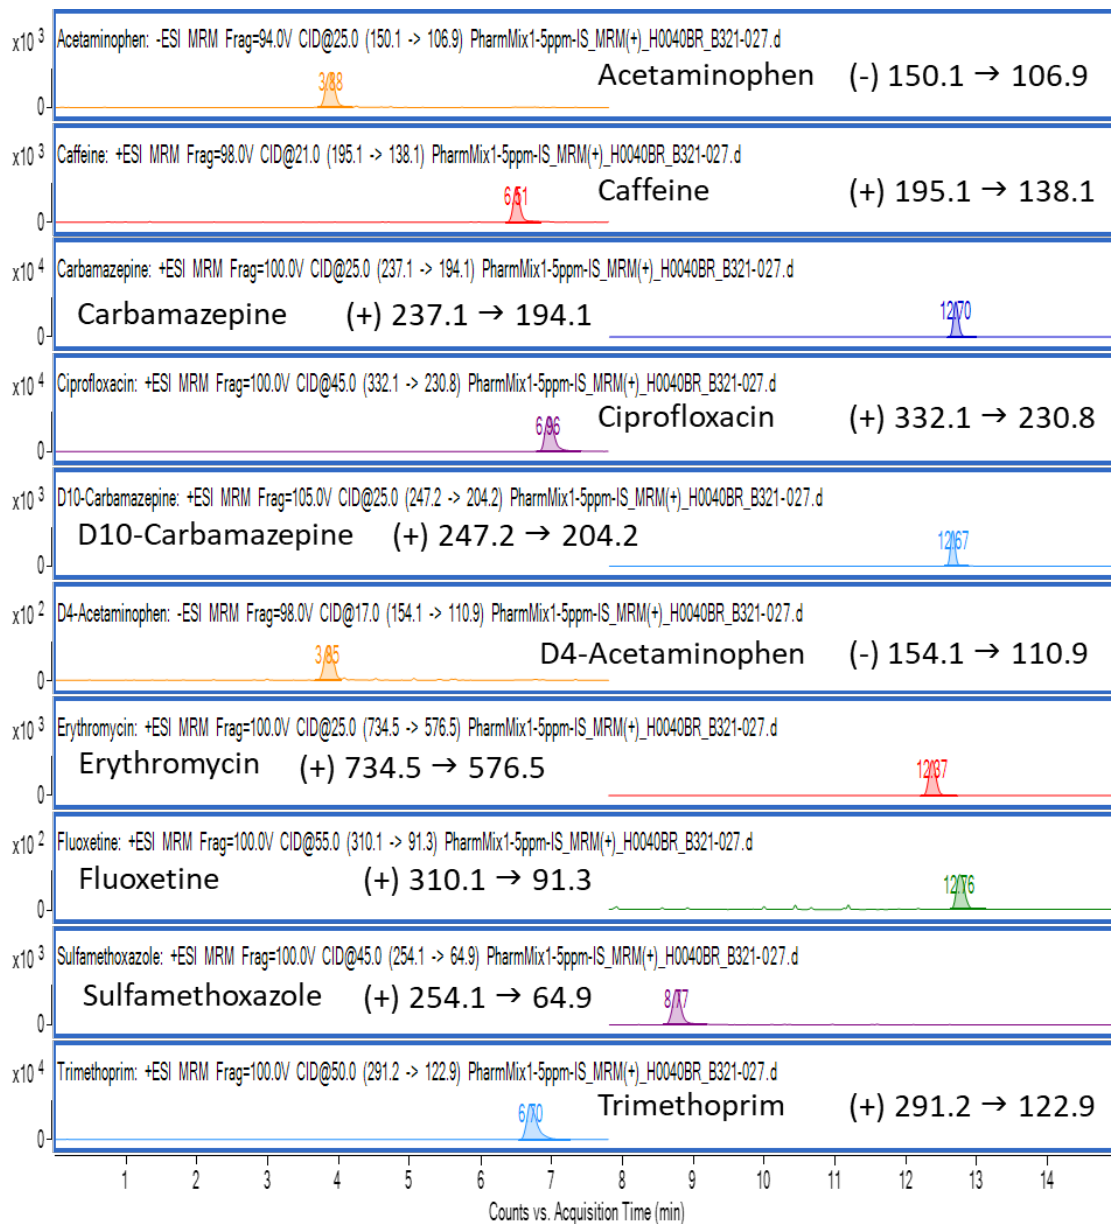 x10 3
Acetaminophen: -ESI MRM Frag=94.0V CID@25.0 (150.1 -> 106.9) PharmMix1-5ppm-IS_MRM(+)_H0040BR_B321-027.d
Acetaminophen (-) 150.1 → 106.9
3.88
0
x10 3
Caffeine: +ESI MRM Frag=98.0V CID@21.0 (195.1 -> 138.1) PharmMix1-5ppm-IS_MRM(+)_H0040BR_B321-027.d
Caffeine (+) 195.1 → 138.1
6.51
0
x10 4
Carbamazepine: +ESI MRM Frag=100.0V CID@25.0 (237.1 -> 194.1) PharmMix1-5ppm-IS_MRM(+)_H0040BR_B321-027.d
Carbamazepine (+) 237.1 → 194.1
12.70
0
x10 4
Ciprofloxacin: +ESI MRM Frag=100.0V CID@45.0 (332.1 -> 230.8) PharmMix1-5ppm-IS_MRM(+)_H0040BR_B321-027.d
Ciprofloxacin (+) 332.1 → 230.8
6.96
0
x10 3
D10-Carbamazepine: +ESI MRM Frag=105.0V CID@25.0 (247.2 -> 204.2) PharmMix1-5ppm-IS_MRM(+)_H0040BR_B321-027.d
D10-Carbamazepine (+) 247.2 → 204.2
12.67
0
x10 2
D4-Acetaminophen: -ESI MRM Frag=98.0V CID@17.0 (154.1 -> 110.9) PharmMix1-5ppm-IS_MRM(+)_H0040BR_B321-027.d
D4-Acetaminophen (-) 154.1 → 110.9
3.85
0
x10 3
Erythromycin: +ESI MRM Frag=100.0V CID@25.0 (734.5 -> 576.5) PharmMix1-5ppm-IS_MRM(+)_H0040BR_B321-027.d
Erythromycin (+) 734.5 → 576.5
12.37
0
x10 2
Fluoxetine: +ESI MRM Frag=100.0V CID@55.0 (310.1 -> 91.3) PharmMix1-5ppm-IS_MRM(+)_H0040BR_B321-027.d
Fluoxetine (+) 310.1 → 91.3
12.76
0
x10 3
Sulfamethoxazole: +ESI MRM Frag=100.0V CID@45.0 (254.1 -> 64.9) PharmMix1-5ppm-IS_MRM(+)_H0040BR_B321-027.d
Sulfamethoxazole (+) 254.1 → 64.9
8.77
0
x10 4
Trimethoprim: +ESI MRM Frag=100.0V CID@50.0 (291.2 -> 122.9) PharmMix1-5ppm-IS_MRM(+)_H0040BR_B321-027.d
Trimethoprim (+) 291.2 → 122.9
6.70
0
1 2 3 4 5 6 7 8 9 10 11 12 13 14
Counts vs. Acquisition Time (min)